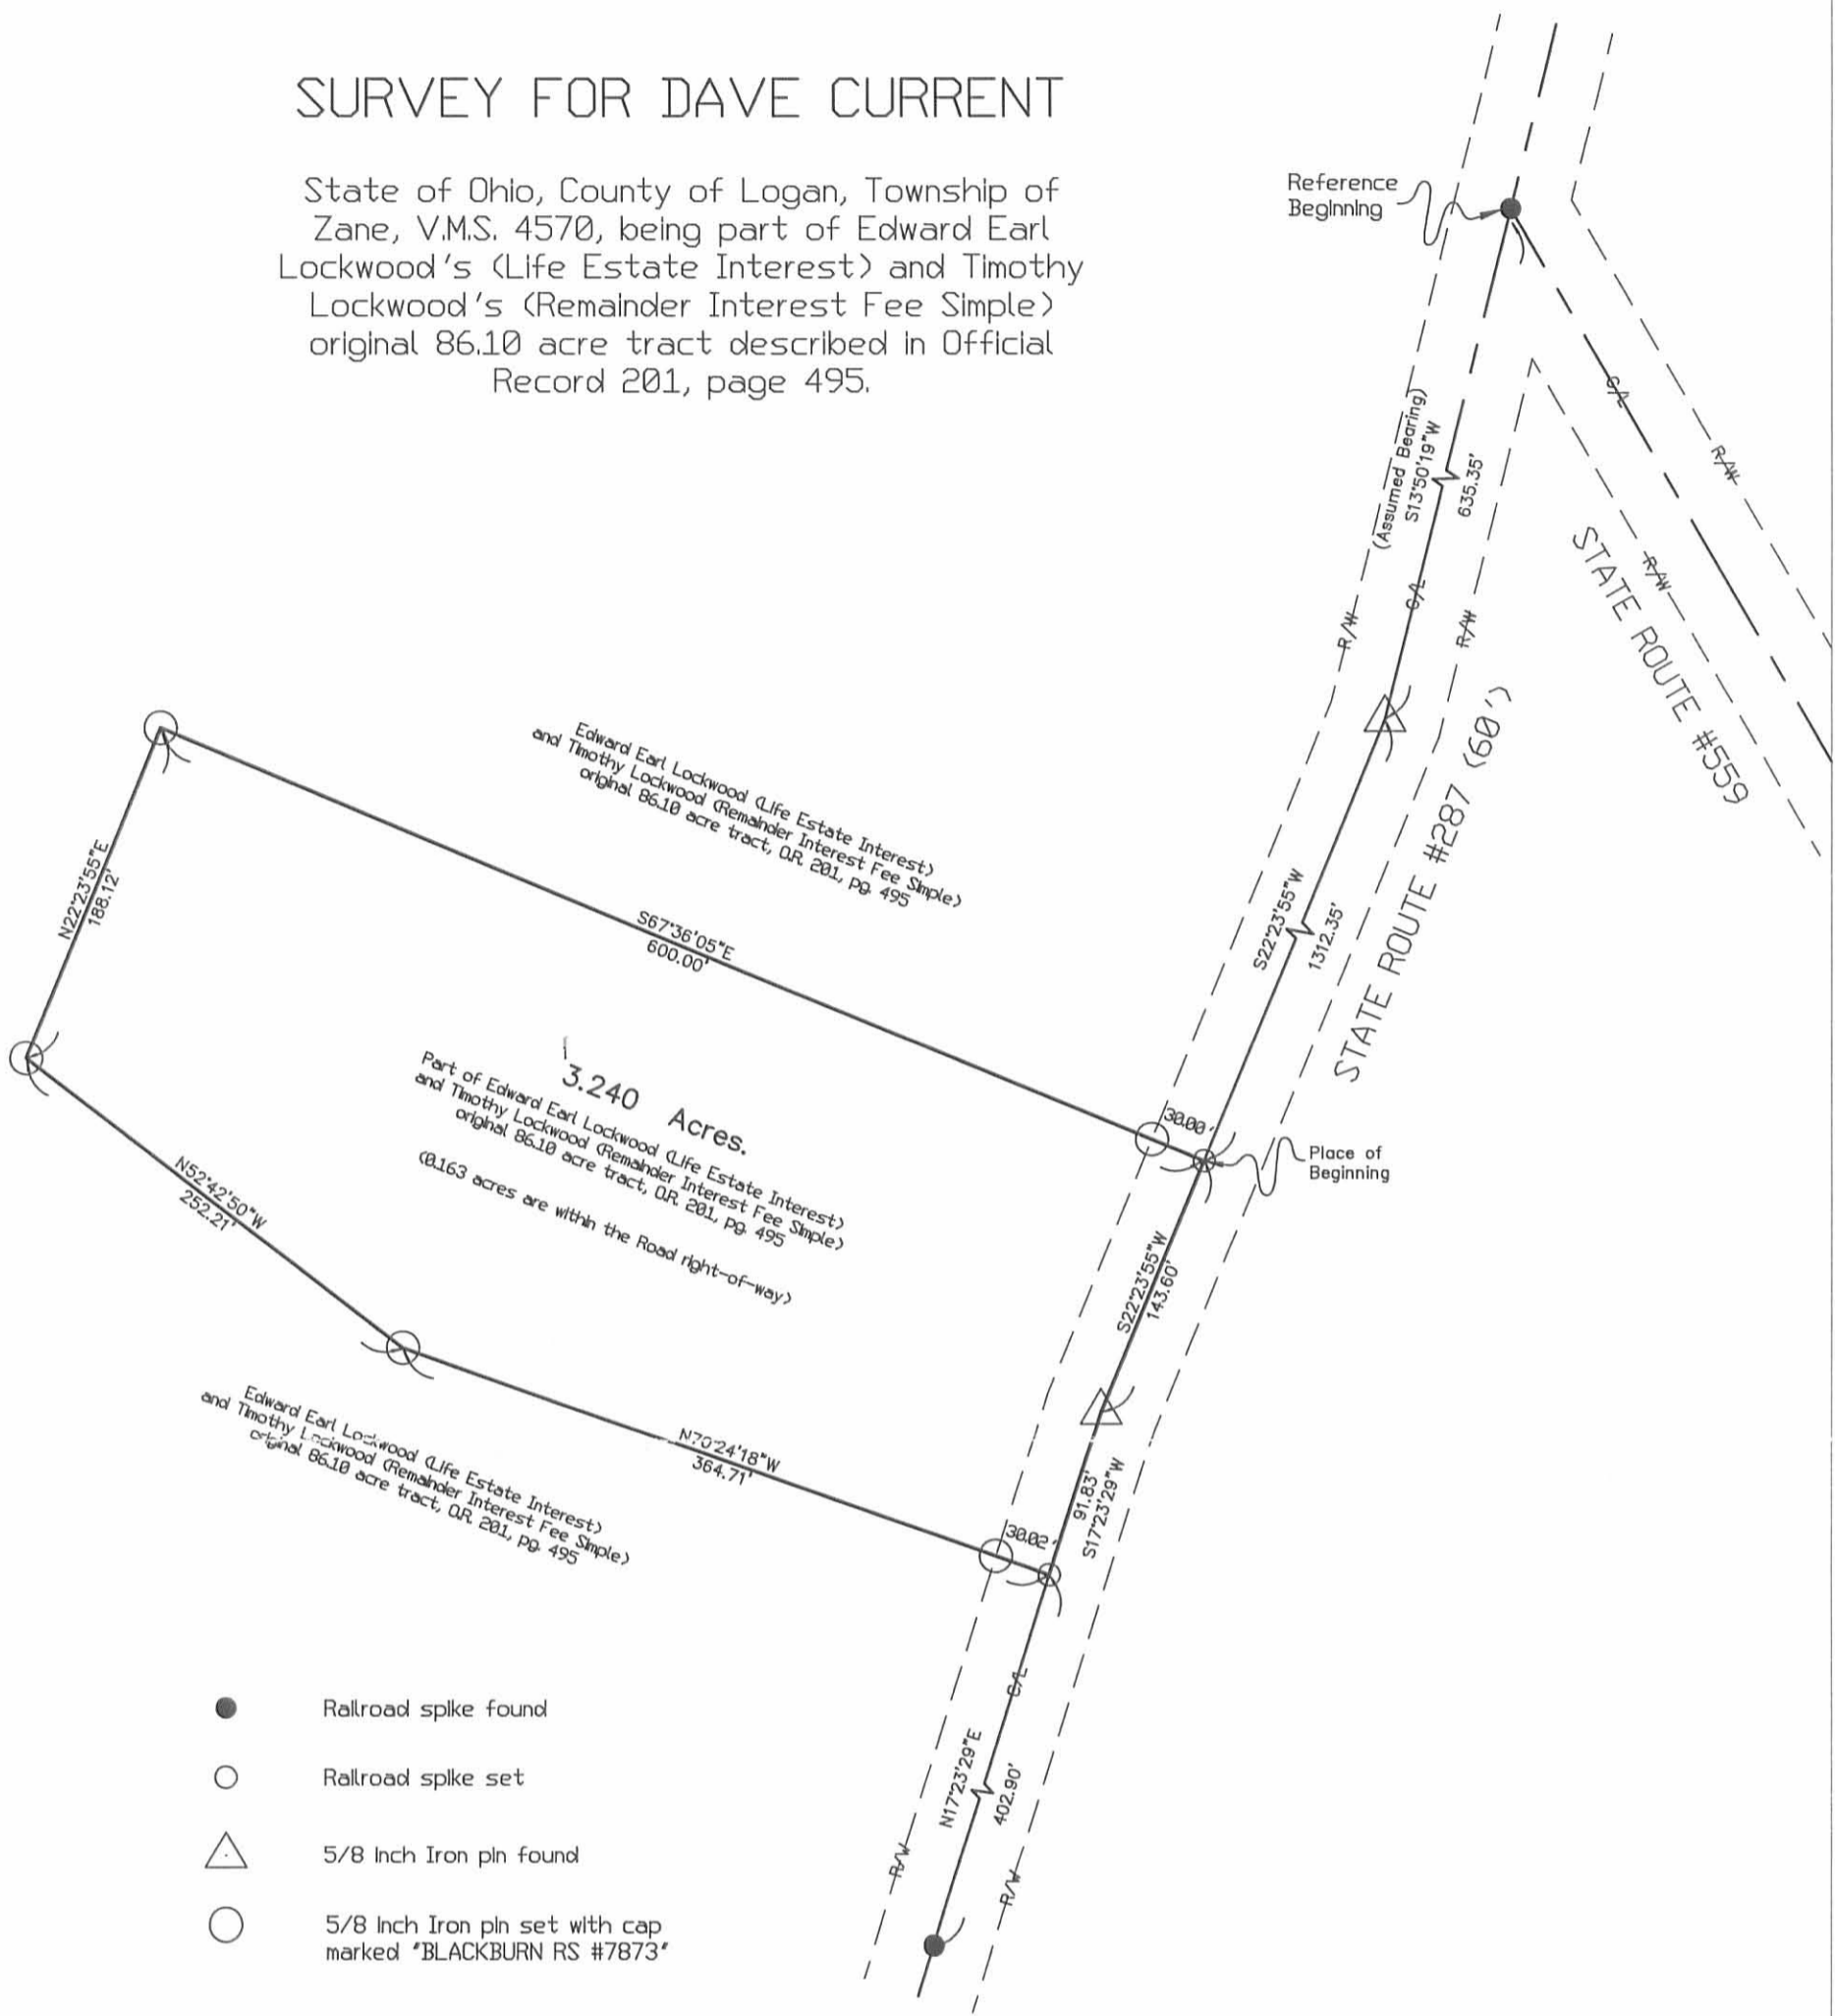 SURVEY FOR DAVE CURRENT
State of Ohio, County of Logan, Township of
Zane, V.M.S. 4570, being part of Edward Earl
Lockwood's (Life Estate Interest) and Timothy
Lockwood's (Remainder Interest Fee Simple)
original 86.10 acre tract described in Official
Record 201, page 495.
Reference
Beginning
(Assumed Bearing)
S13°50'19"W
635.35'
C/L
R/W
C/L
R/W
R/W
R/W
STATE ROUTE #559
STATE ROUTE #287 (60')
S22°23'55"W
1312.35'
Edward Earl Lockwood (Life Estate Interest)
and Timothy Lockwood (Remainder Interest Fee Simple)
original 86.10 acre tract, O.R. 201, pg. 495
N22°23'55"E
188.12'
S67°36'05"E
600.00'
30.00'
Place of
Beginning
3.240 Acres.
Part of Edward Earl Lockwood (Life Estate Interest)
and Timothy Lockwood (Remainder Interest Fee Simple)
original 86.10 acre tract, O.R. 201, pg. 495
(0.163 acres are within the Road right-of-way)
N52°42'50"W
252.21'
S22°23'55"W
143.60'
Edward Earl Lockwood (Life Estate Interest)
and Timothy Lockwood (Remainder Interest Fee Simple)
original 86.10 acre tract, O.R. 201, pg. 495
N70°24'18"W
364.71'
30.02'
91.83'
S17°23'29"W
C/L
N17°23'29"E
402.90'
R/W
R/W
Railroad spike found
Railroad spike set
5/8 Inch Iron pin found
5/8 Inch Iron pin set with cap
marked "BLACKBURN RS #7873"